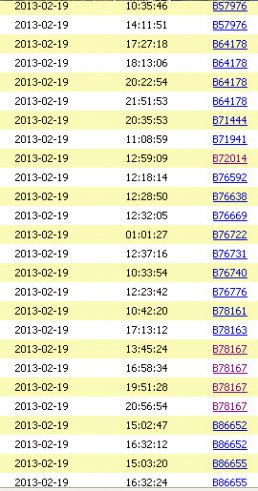 2013-02-19 10:35:46 B57976
2013-02-19 14:11:51 B57976
2013-02-19 17:27:18 B64178
2013-02-19 18:13:06 B64178
2013-02-19 20:22:54 B64178
2013-02-19 21:51:53 B64178
2013-02-19 20:35:53 B71444
2013-02-19 11:08:59 B71941
2013-02-19 12:59:09 B72014
2013-02-19 12:18:14 B76592
2013-02-19 12:28:50 B76638
2013-02-19 12:32:05 B76669
2013-02-19 01:01:27 B76722
2013-02-19 12:37:16 B76731
2013-02-19 10:33:54 B76740
2013-02-19 12:23:42 B76776
2013-02-19 10:42:20 B78161
2013-02-19 17:13:12 B78163
2013-02-19 13:45:24 B78167
2013-02-19 16:58:34 B78167
2013-02-19 19:51:28 B78167
2013-02-19 20:56:54 B78167
2013-02-19 15:02:47 B86652
2013-02-19 16:32:12 B86652
2013-02-19 15:03:20 B86655
2013-02-19 16:32:24 B86655